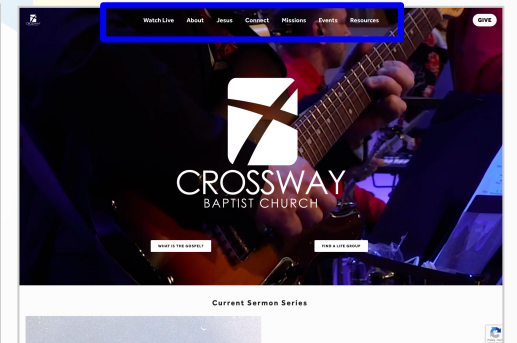 Watch Live About Jesus Connect Missions Events Resources GIVE
CROSSWAY
BAPTIST CHURCH
WHAT IS THE GOSPEL? FIND A LIFE GROUP
Current Sermon Series